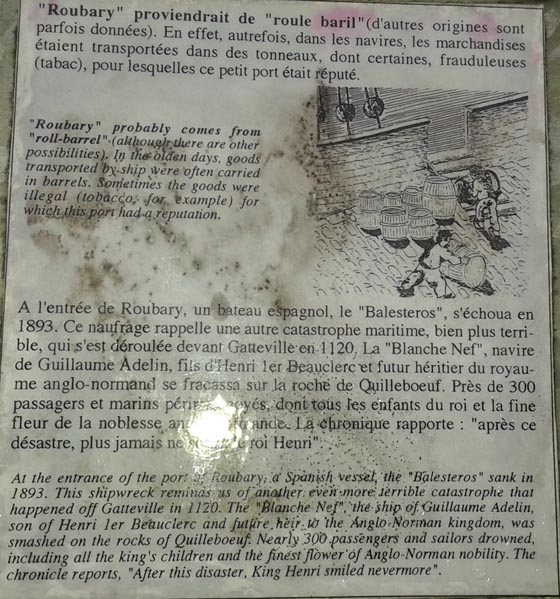 "Roubary" proviendrait de "roule baril"(d'autres origines sont
parfois données). En effet, autrefois, dans les navires, les marchandises
étaient transportées dans des tonneaux, dont certaines, frauduleuses
(tabac), pour lesquelles ce petit port était réputé.
"Roubary" probably comes from
"roll-barrel" (although there are other
possibilities). In the olden days, goods
transported by ship were often carried
in barrels. Sometimes the goods were
illegal (tobacco, for example) for
which this port had a reputation.
A l'entrée de Roubary, un bateau espagnol, le "Balesteros", s'échoua en
1893. Ce naufrage rappelle une autre catastrophe maritime, bien plus terri-
ble, qui s'est déroulée devant Gatteville en 1120. La "Blanche Nef", navire
de Guillaume Adelin, fils d'Henri 1er Beauclerc et futur héritier du royau-
me anglo-normand se fracassa sur la roche de Quilleboeuf. Près de 300
passagers et marins dont tous les enfants du roi et la fine
fleur de la noblesse La chronique rapporte : "après ce
désastre, plus jamais ne roi Henri".
At the entrance of the port of Roubary, a Spanish vessel, the "Balesteros" sank in
1893. This shipwreck reminds us of another even more terrible catastrophe that
happened off Gatteville in 1120. The "Blanche Nef", the ship of Guillaume Adelin,
son of Henri 1er Beauclerc and future heir to the Anglo-Norman kingdom, was
smashed on the rocks of Quilleboeuf. Nearly 300 passengers and sailors drowned,
including all the king's children and the finest flower of Anglo-Norman nobility. The
chronicle reports, "After this disaster, King Henri smiled nevermore".